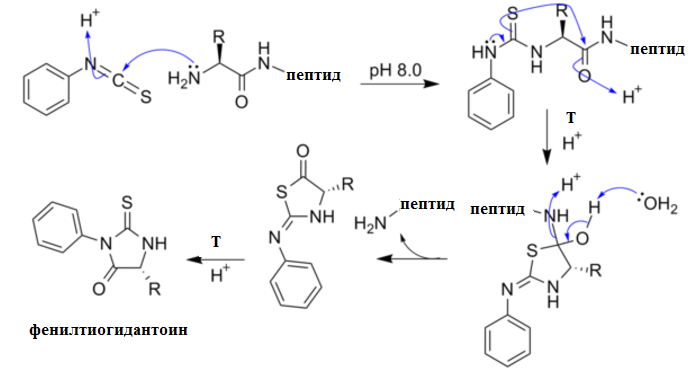 H+
R
H
N
N
C
S
H2N
пептид
O
pH 8.0
S
R
H
N
HN
NH
пептид
O
H+
T
H+
H+
пептид
NH
H
:OH2
O
S
R
N
N
H
O
S
R
NH
N
пептид
H2N
T
H+
S
N
NH
O
R
фенилтиогидантоин